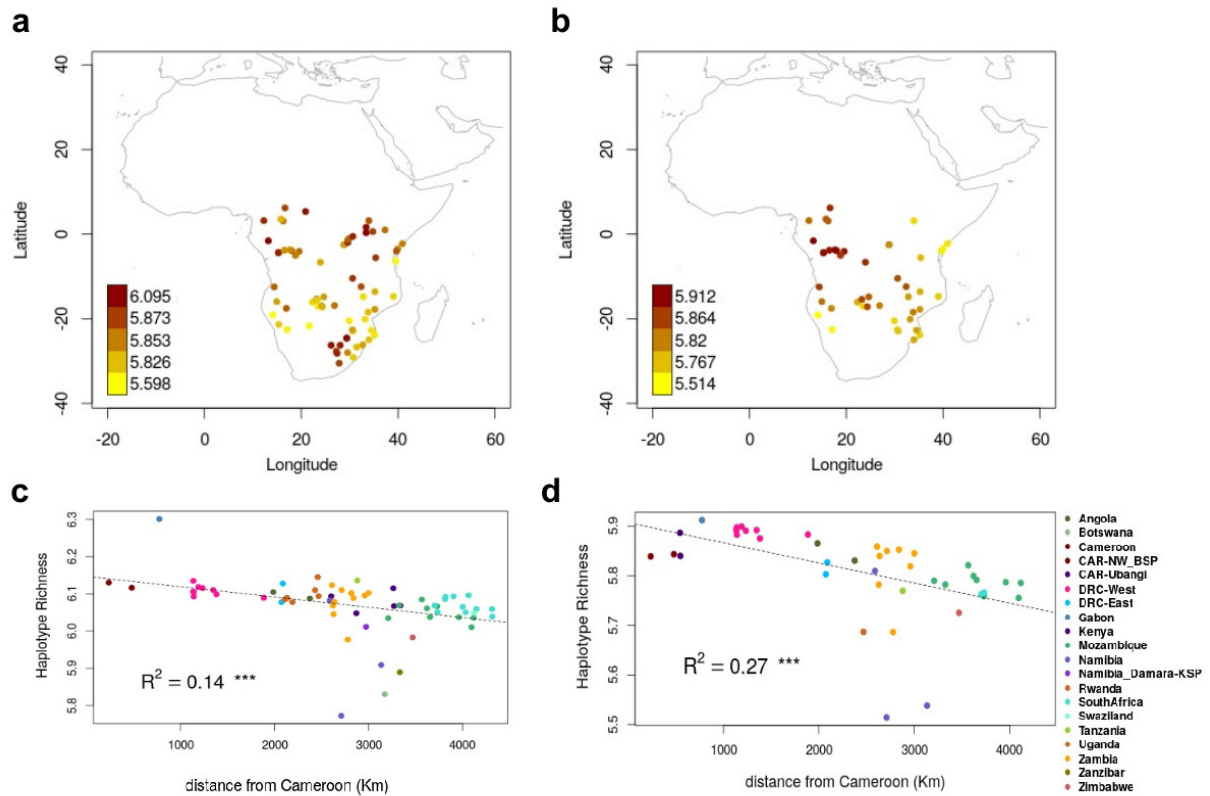 a
b
40
20
0
-20
-40
Latitude
6.095
5.873
5.853
5.826
5.598
-20
0
20
40
60
Longitude
40
20
0
-20
-40
Latitude
5.912
5.864
5.82
5.767
5.514
-20
0
20
40
60
Longitude
c
6.3
6.2
6.1
6.0
5.9
5.8
Haplotype Richness
R² = 0.14 ***
1000
2000
3000
4000
distance from Cameroon (Km)
d
5.9
5.8
5.7
5.6
5.5
Haplotype Richness
R² = 0.27 ***
1000
2000
3000
4000
distance from Cameroon (Km)
Angola
Botswana
Cameroon
CAR-NW_BSP
CAR-Ubangi
DRC-West
DRC-East
Gabon
Kenya
Mozambique
Namibia
Namibia_Damara-KSP
Rwanda
SouthAfrica
Swaziland
Tanzania
Uganda
Zambia
Zanzibar
Zimbabwe